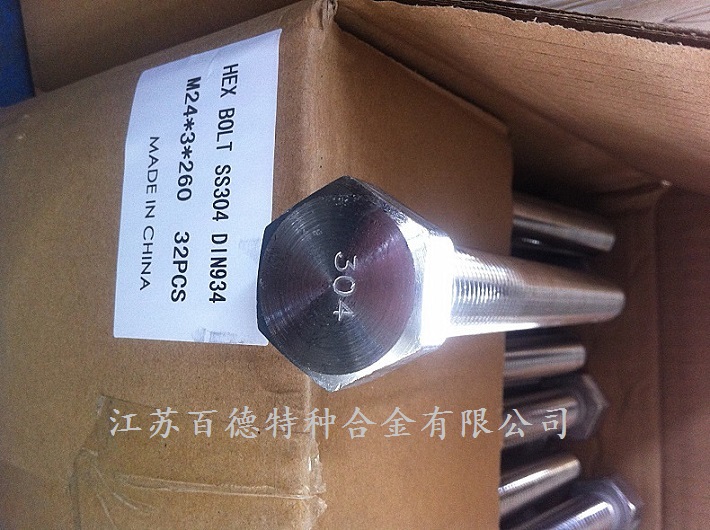 HEX BOLT SS304 DIN934
M24*3*260 32PCS
MADE IN CHINA
304
江苏百德特种合金有限公司